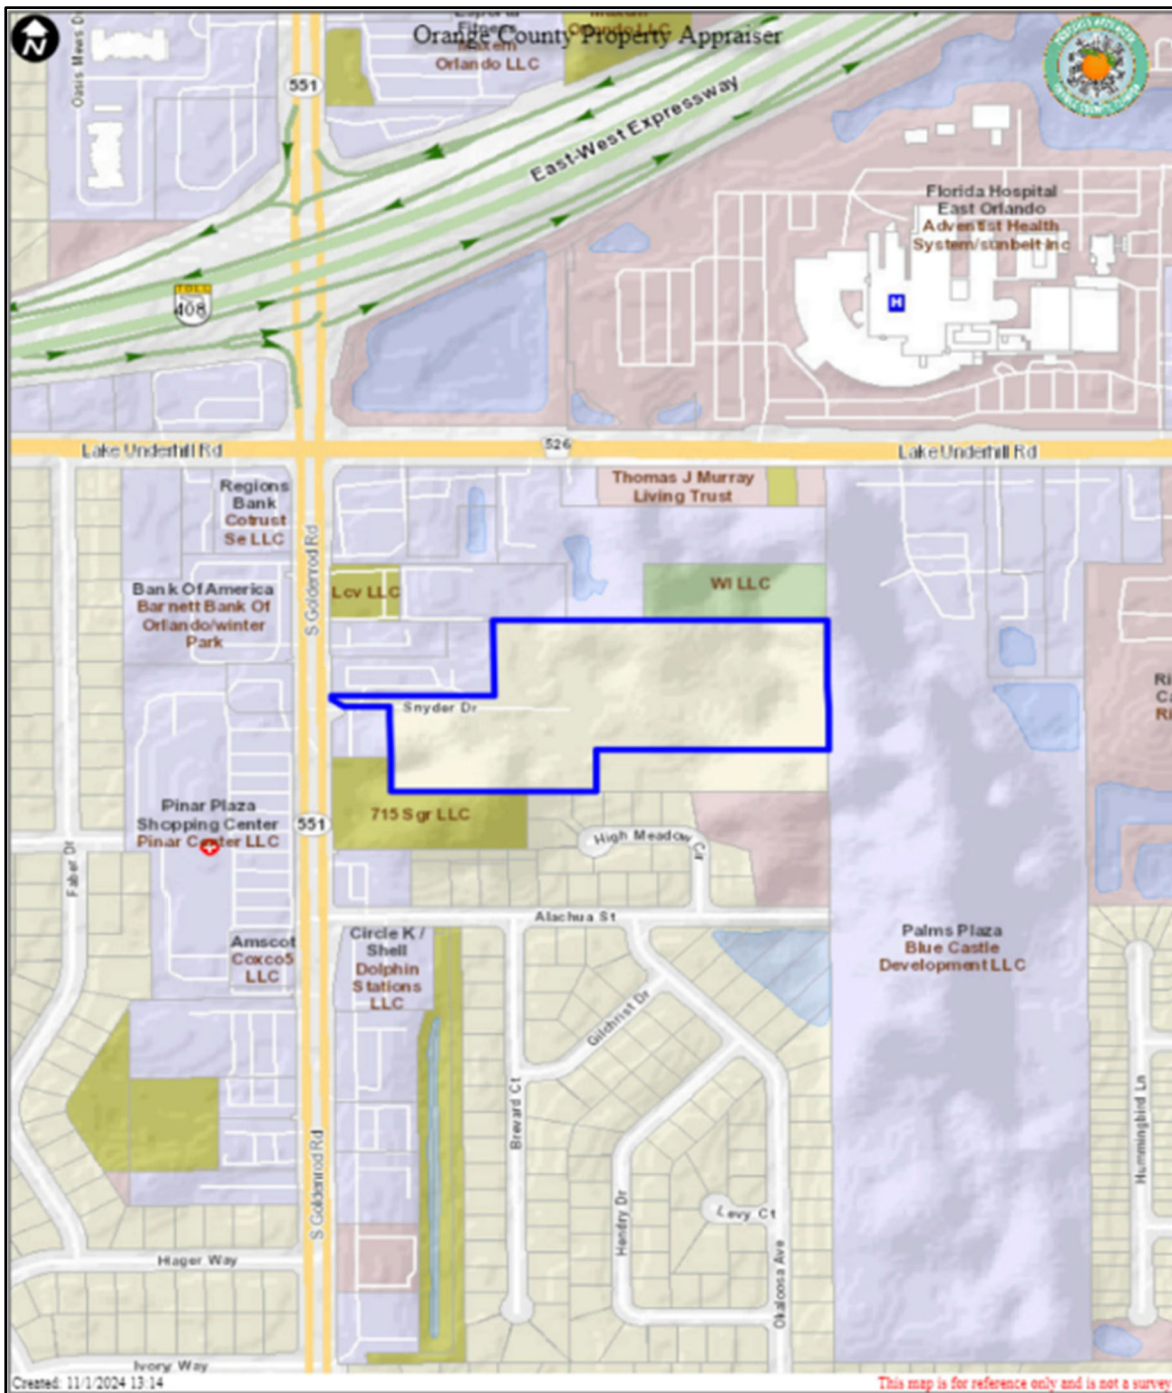 Orange County Property Appraiser
Fitness
Maxem
Orlando LLC
Orlando LLC
551
East-West Expressway
TOLL
408
Florida Hospital
East Orlando
Adventist Health
System/sunbelt Inc
H
Lake Underhill Rd
526
Lake Underhill Rd
Regions
Bank
Cotrust
Se LLC
Thomas J Murray
Living Trust
S Goldenrod Rd
Bank Of America
Barnett Bank Of
Orlando/winter
Park
Lcv LLC
WI LLC
Snyder Dr
Pinar Plaza
Shopping Center
Pinar Center LLC
551
715 Sgr LLC
High Meadow Cir
Faber Dr
Alachua St
Amscot
Coxco5
LLC
Circle K /
Shell
Dolphin
Stations
LLC
Palms Plaza
Blue Castle
Development LLC
Gilchrist Dr
Brevard Ct
Hummingbird Ln
S Goldenrod Rd
Hendry Dr
Levy Ct
Okaloosa Ave
Hager Way
Ivory Way
Created: 11/1/2024 13:14
This map is for reference only and is not a survey